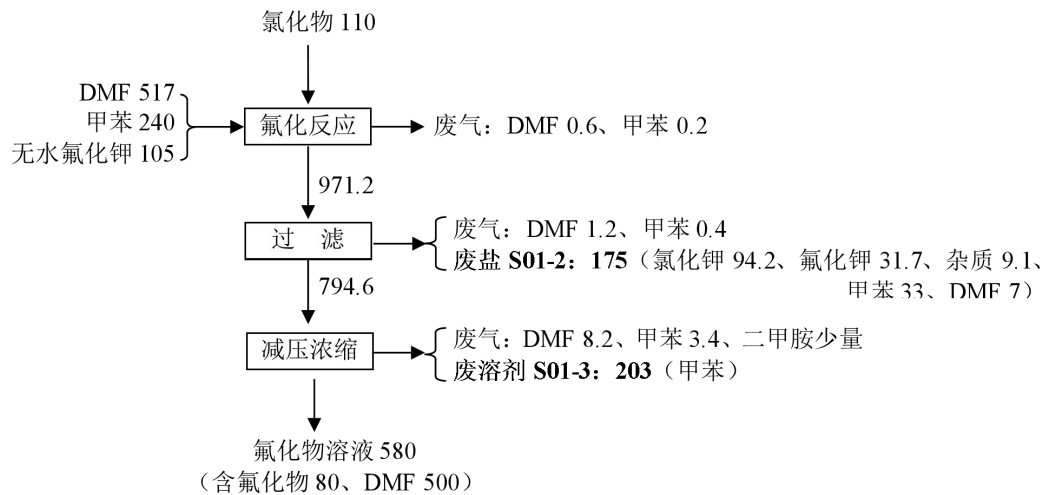 氯化物 110
DMF 517
甲苯 240
无水氟化钾 105
氟化反应
废气：DMF 0.6、甲苯 0.2
971.2
过 滤
废气：DMF 1.2、甲苯 0.4
废盐 S01-2：175（氯化钾 94.2、氟化钾 31.7、杂质 9.1、
甲苯 33、DMF 7）
794.6
减压浓缩
废气：DMF 8.2、甲苯 3.4、二甲胺少量
废溶剂 S01-3：203（甲苯）
氟化物溶液 580
（含氟化物 80、DMF 500）